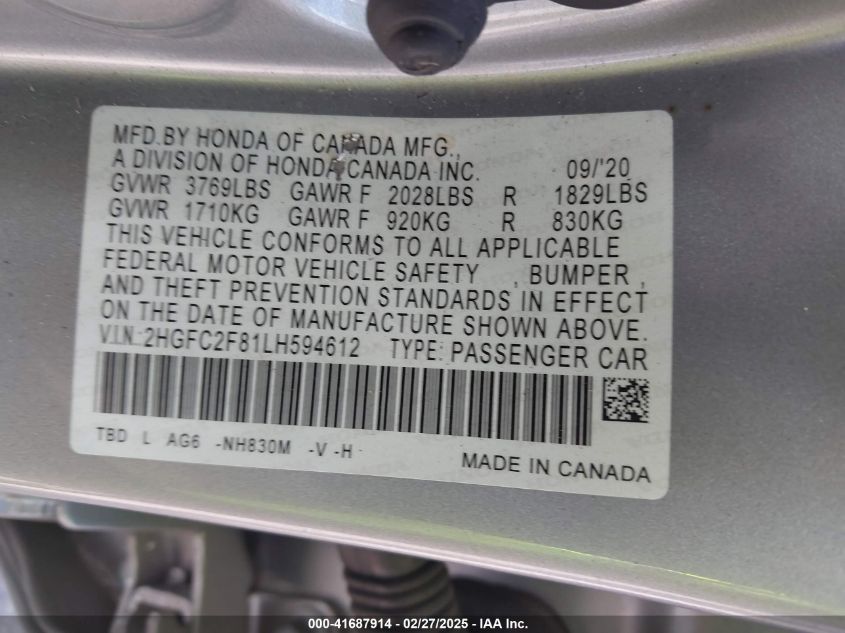 MFD.BY HONDA OF CANADA MFG.,
A DIVISION OF HONDA CANADA INC. 09/'20
GVWR 3769LBS GAWR F 2028LBS R 1829LBS
GVWR 1710KG GAWR F 920KG R 830KG
THIS VEHICLE CONFORMS TO ALL APPLICABLE
FEDERAL MOTOR VEHICLE SAFETY , BUMPER ,
AND THEFT PREVENTION STANDARDS IN EFFECT
ON THE DATE OF MANUFACTURE SHOWN ABOVE.
V.I.N.:2HGFC2F81LH594612 TYPE: PASSENGER CAR
TBD L AG6 -NH830M -V -H
MADE IN CANADA
000-41687914 - 02/27/2025 - IAA Inc.